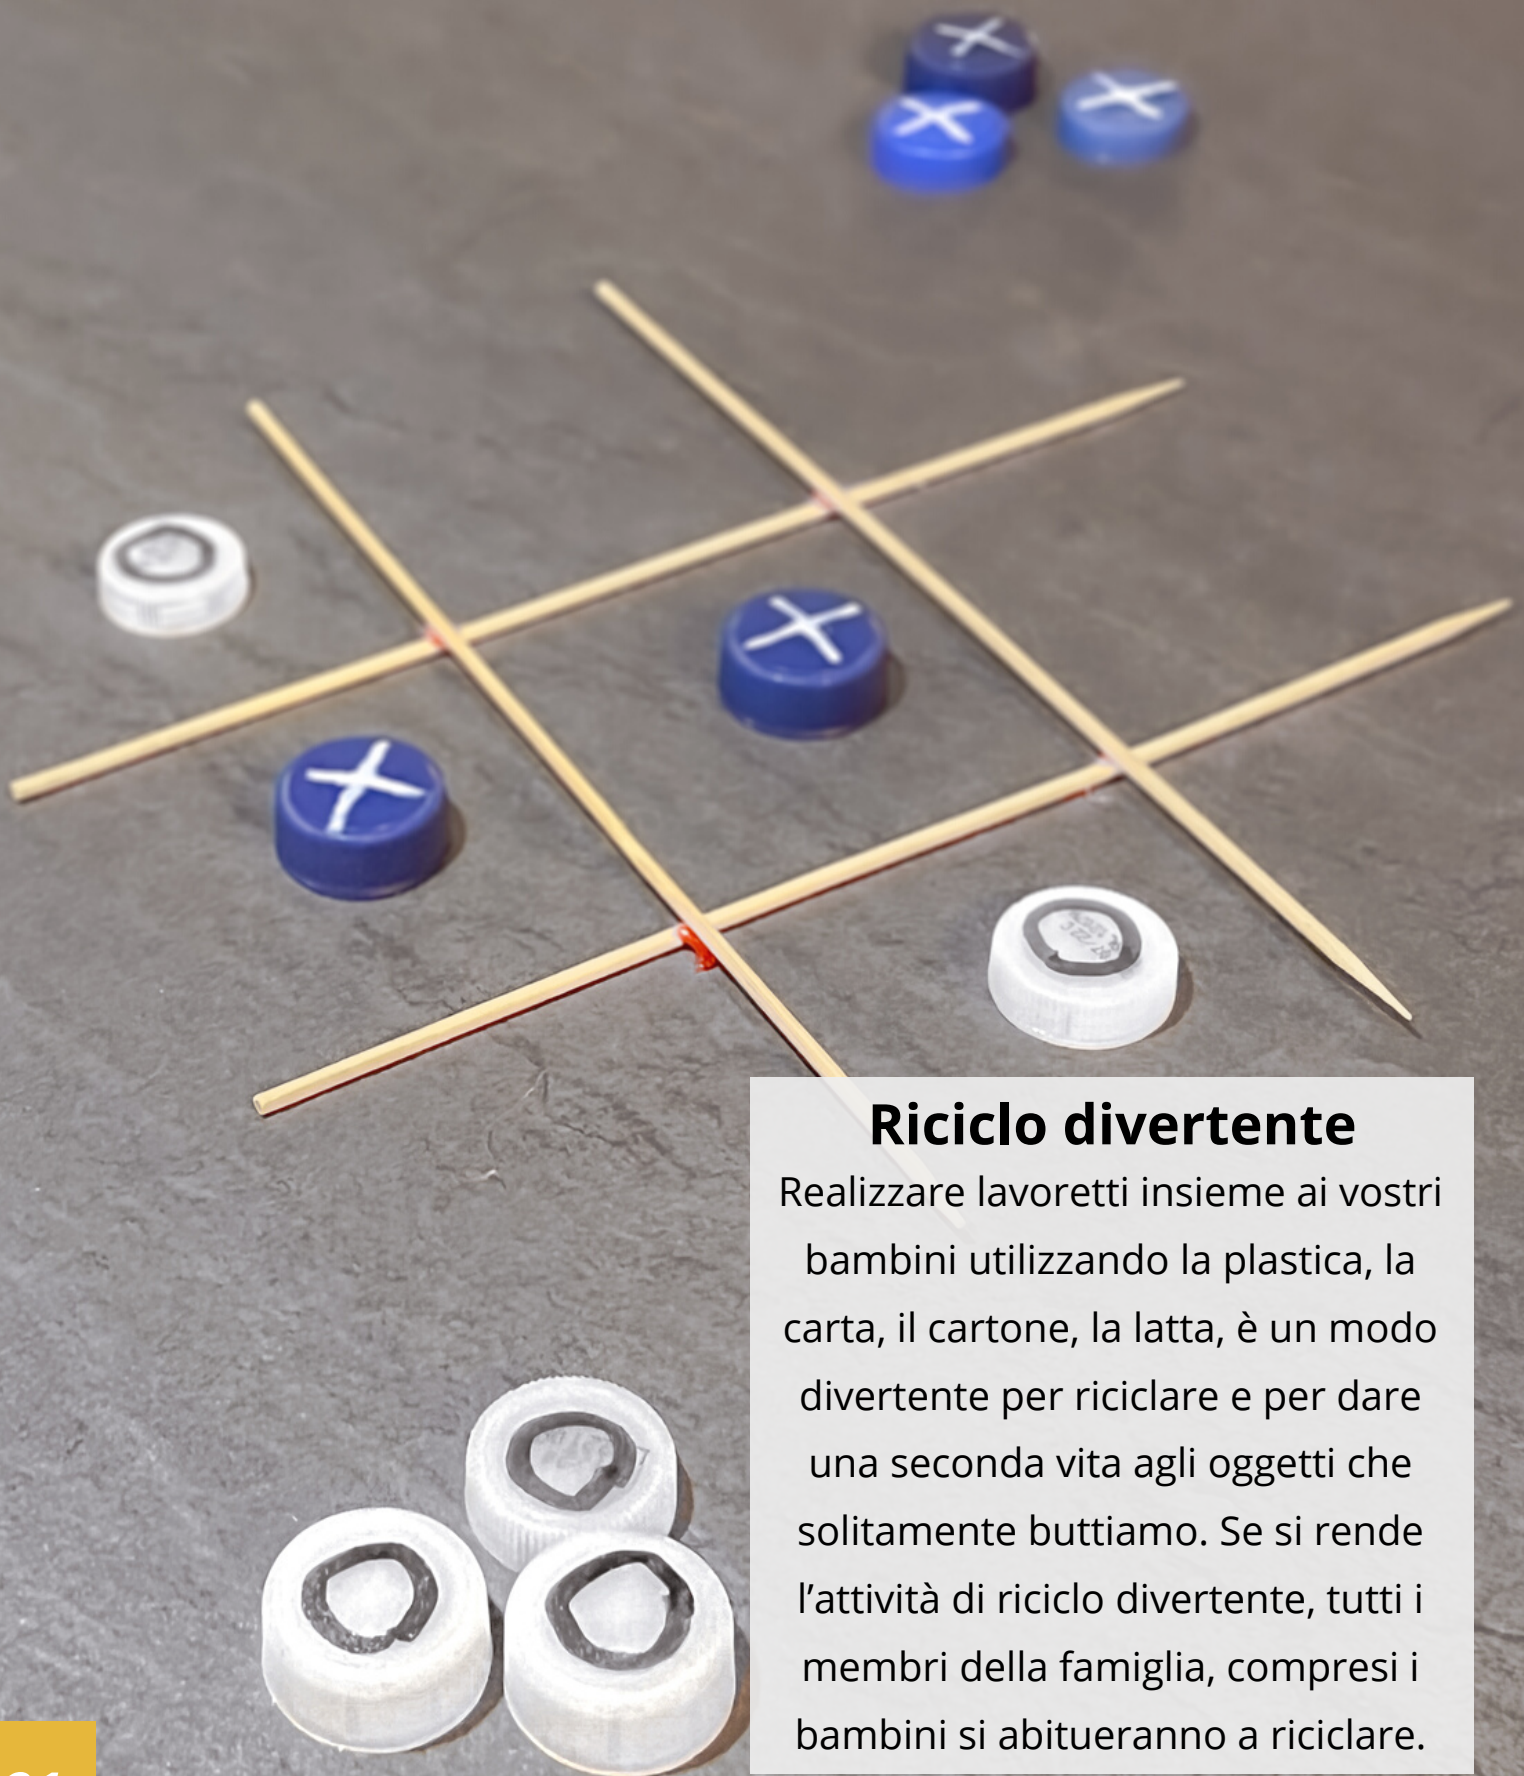 Riciclo divertente
Realizzare lavoretti insieme ai vostri
bambini utilizzando la plastica, la
carta, il cartone, la latta, è un modo
divertente per riciclare e per dare
una seconda vita agli oggetti che
solitamente buttiamo. Se si rende
l’attività di riciclo divertente, tutti i
membri della famiglia, compresi i
bambini si abitueranno a riciclare.